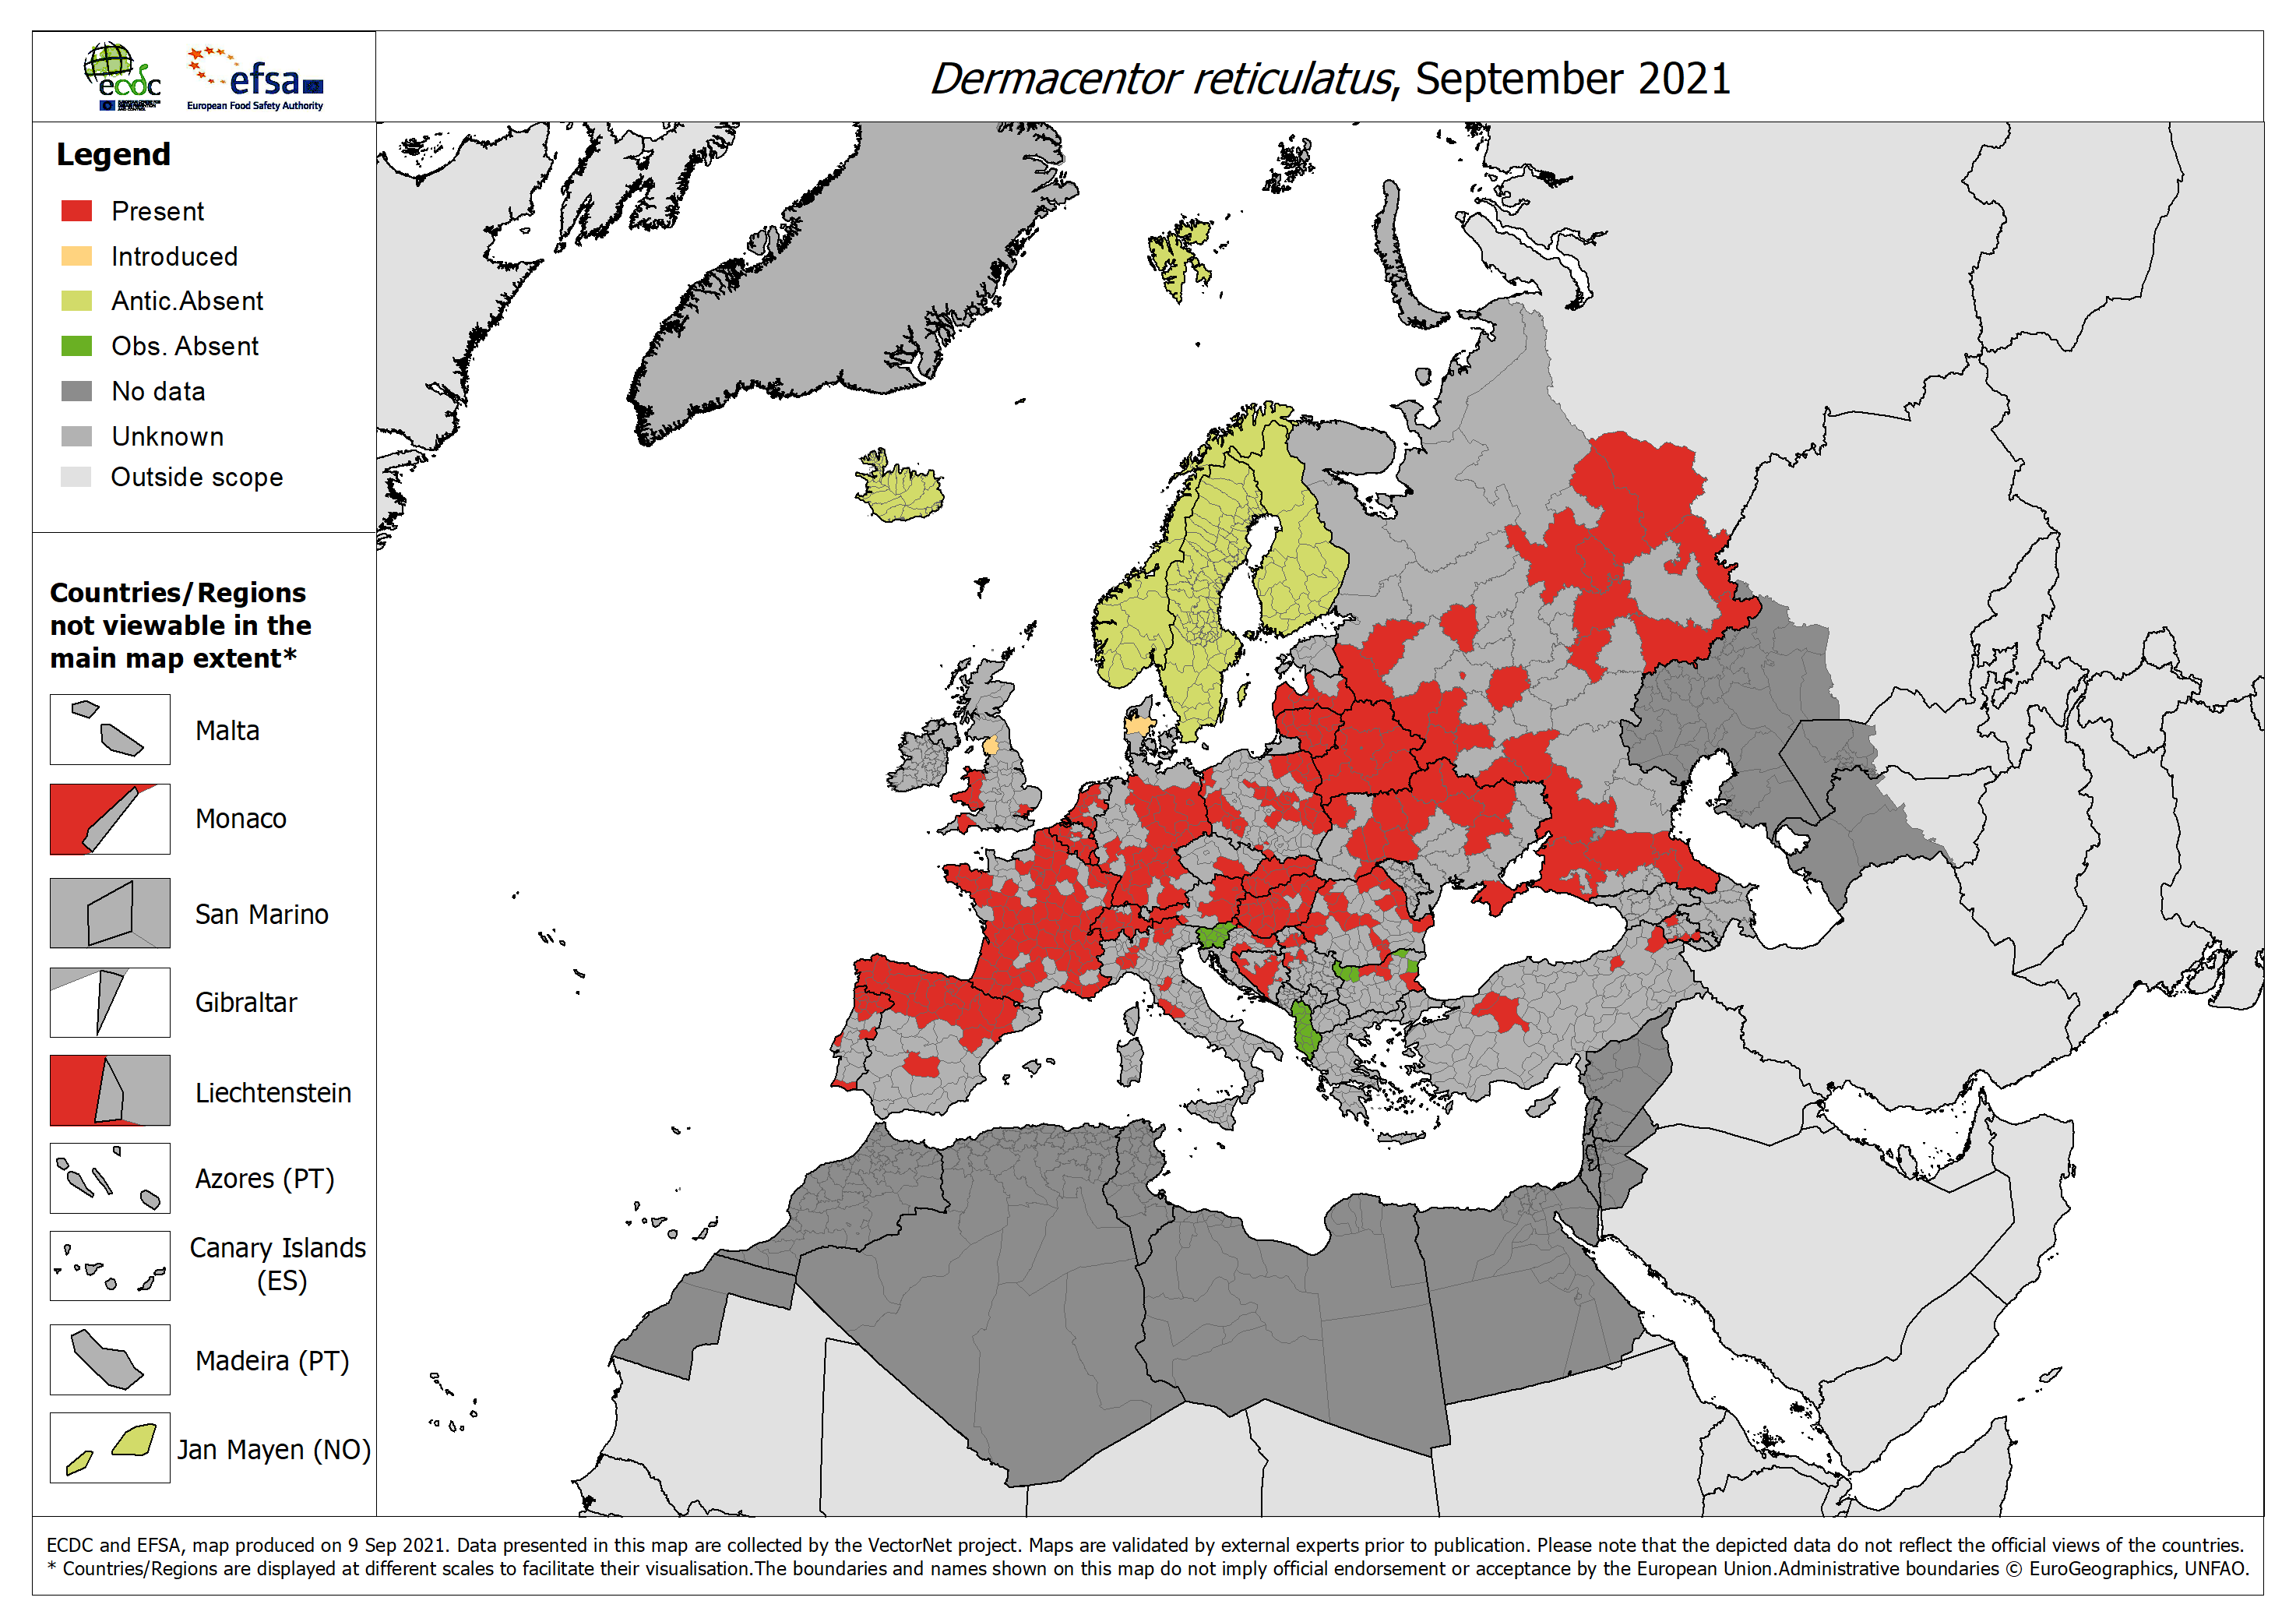 ecdc
efsa
European Food Safety Authority
Dermacentor reticulatus, September 2021
Legend
Present
Introduced
Antic.Absent
Obs. Absent
No data
Unknown
Outside scope
Countries/Regions
not viewable in the
main map extent*
Malta
Monaco
San Marino
Gibraltar
Liechtenstein
Azores (PT)
Canary Islands
(ES)
Madeira (PT)
Jan Mayen (NO)
ECDC and EFSA, map produced on 9 Sep 2021. Data presented in this map are collected by the VectorNet project. Maps are validated by external experts prior to publication. Please note that the depicted data do not reflect the official views of the countries.
* Countries/Regions are displayed at different scales to facilitate their visualisation.The boundaries and names shown on this map do not imply official endorsement or acceptance by the European Union.Administrative boundaries © EuroGeographics, UNFAO.